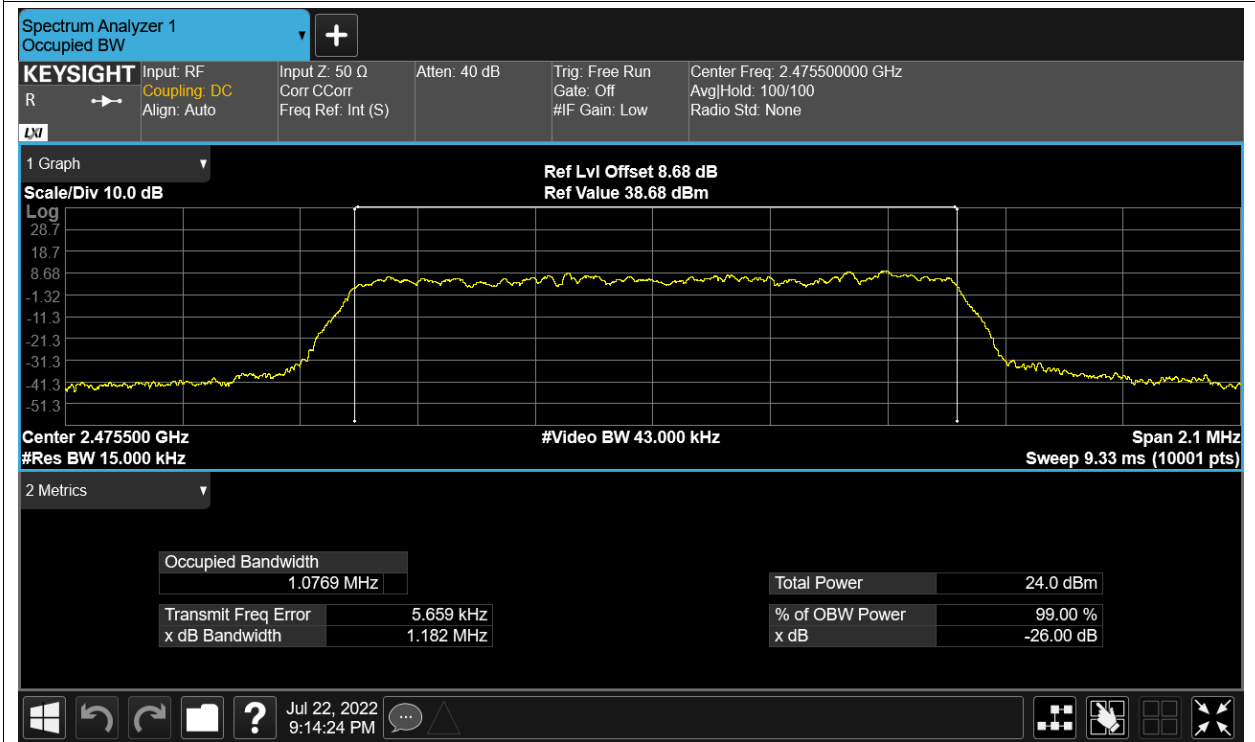 Spectrum Analyzer 1
Occupied BW
KEYSIGHT
R
LXI
Input: RF
Coupling: DC
Align: Auto
Input Z: 50 Ω
Corr CCorr
Freq Ref: Int (S)
Atten: 40 dB
Trig: Free Run
Gate: Off
#IF Gain: Low
Center Freq: 2.475500000 GHz
Avg|Hold: 100/100
Radio Std: None
1 Graph
Scale/Div 10.0 dB
Ref Lvl Offset 8.68 dB
Ref Value 38.68 dBm
Log
28.7
18.7
8.68
-1.32
-11.3
-21.3
-31.3
-41.3
-51.3
Center 2.475500 GHz
#Video BW 43.000 kHz
Span 2.1 MHz
#Res BW 15.000 kHz
Sweep 9.33 ms (10001 pts)
2 Metrics
Occupied Bandwidth
1.0769 MHz
Total Power 24.0 dBm
Transmit Freq Error 5.659 kHz
% of OBW Power 99.00 %
x dB Bandwidth 1.182 MHz
x dB -26.00 dB
?
Jul 22, 2022
9:14:24 PM